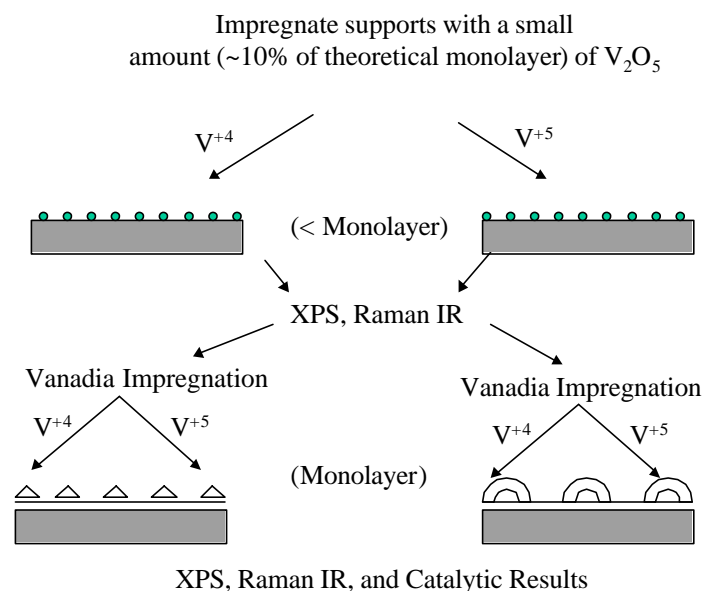 Impregnate supports with a small
amount (~10% of theoretical monolayer) of V₂O₅
V⁺⁴
V⁺⁵
(< Monolayer)
XPS, Raman IR
Vanadia Impregnation
Vanadia Impregnation
V⁺⁴
V⁺⁵
V⁺⁴
V⁺⁵
(Monolayer)
XPS, Raman IR, and Catalytic Results